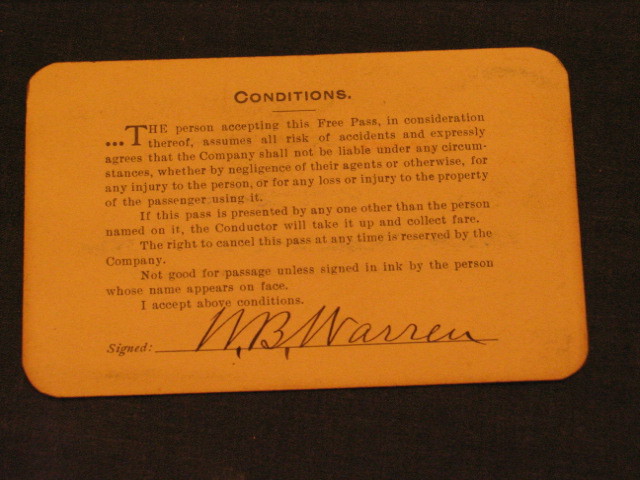 CONDITIONS.
...THE person accepting this Free Pass, in consideration
thereof, assumes all risk of accidents and expressly
agrees that the Company shall not be liable under any circum-
stances, whether by negligence of their agents or otherwise, for
any injury to the person, or for any loss or injury to the property
of the passenger using it.
If this pass is presented by any one other than the person
named on it, the Conductor will take it up and collect fare.
The right to cancel this pass at any time is reserved by the
Company.
Not good for passage unless signed in ink by the person
whose name appears on face.
I accept above conditions.
Signed: W. B. Warren